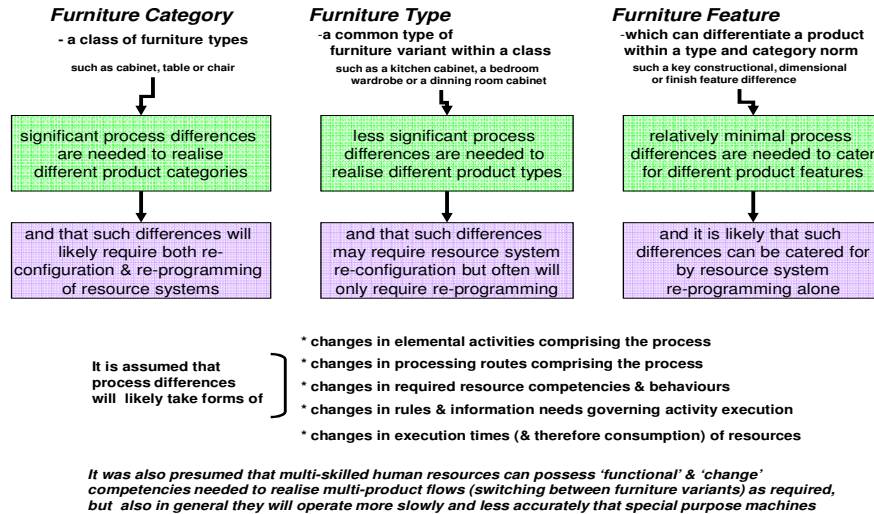 Furniture Category
- a class of furniture types
such as cabinet, table or chair
significant process differences
are needed to realise
different product categories
and that such differences will
likely require both re-
configuration & re-programming
of resource systems
Furniture Type
-a common type of
furniture variant within a class
such as a kitchen cabinet, a bedroom
wardrobe or a dinning room cabinet
less significant process
differences are needed to
realise different product types
and that such differences
may require resource system
re-configuration but often will
only require re-programming
Furniture Feature
-which can differentiate a product
within a type and category norm
such a key constructional, dimensional
or finish feature difference
relatively minimal process
differences are needed to cater
for different product features
and it is likely that such
differences can be catered for
by resource system
re-programming alone
It is assumed that
process differences
will likely take forms of
* changes in elemental activities comprising the process
* changes in processing routes comprising the process
* changes in required resource competencies & behaviours
* changes in rules & information needs governing activity execution
* changes in execution times (& therefore consumption) of resources
It was also presumed that multi-skilled human resources can possess ‘functional’ & ‘change’
competencies needed to realise multi-product flows (switching between furniture variants) as required,
but also in general they will operate more slowly and less accurately that special purpose machines